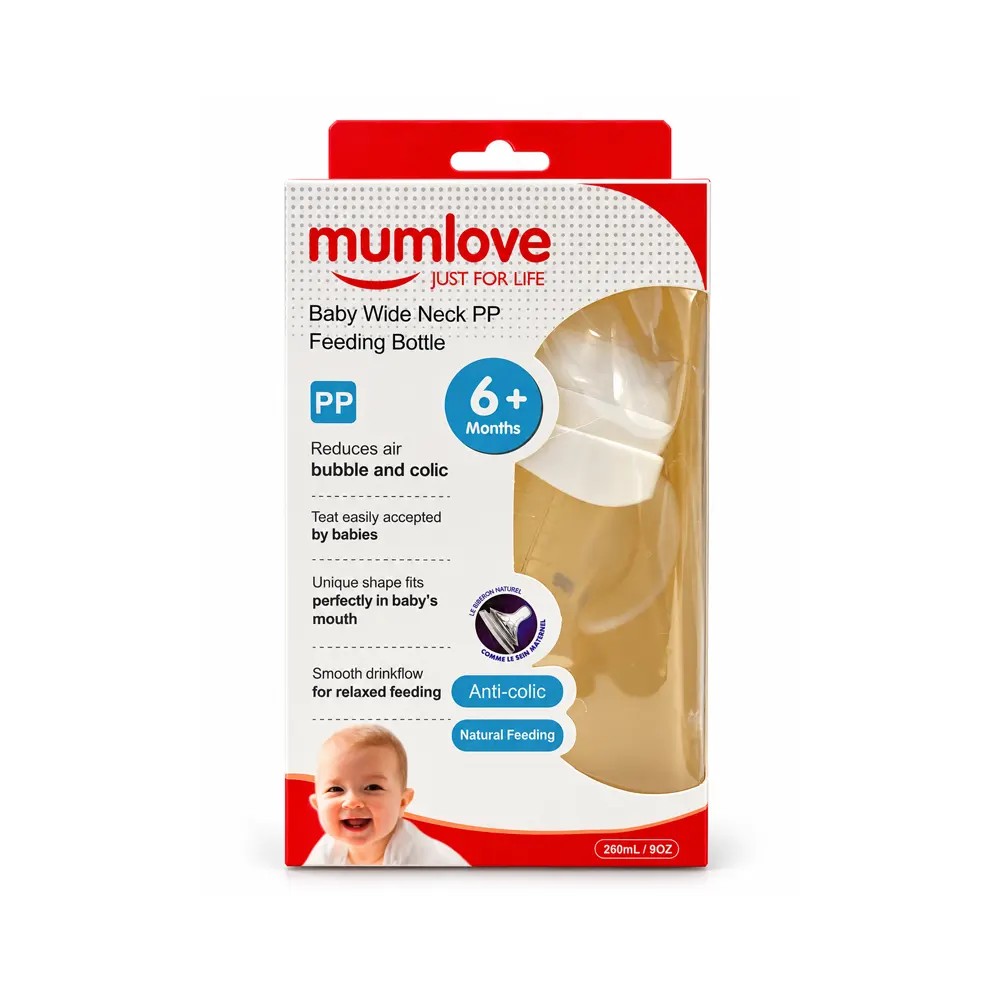 mumlove
JUST FOR LIFE
Baby Wide Neck PP
Feeding Bottle
6+
Months
PP
Reduces air
bubble and colic
Teat easily accepted
by babies
Unique shape fits
perfectly in baby's
mouth
LE BIBERON NATUREL
COMME LE SEIN MATERNEL
Smooth drinkflow
for relaxed feeding
Anti-colic
Natural Feeding
260mL / 9OZ